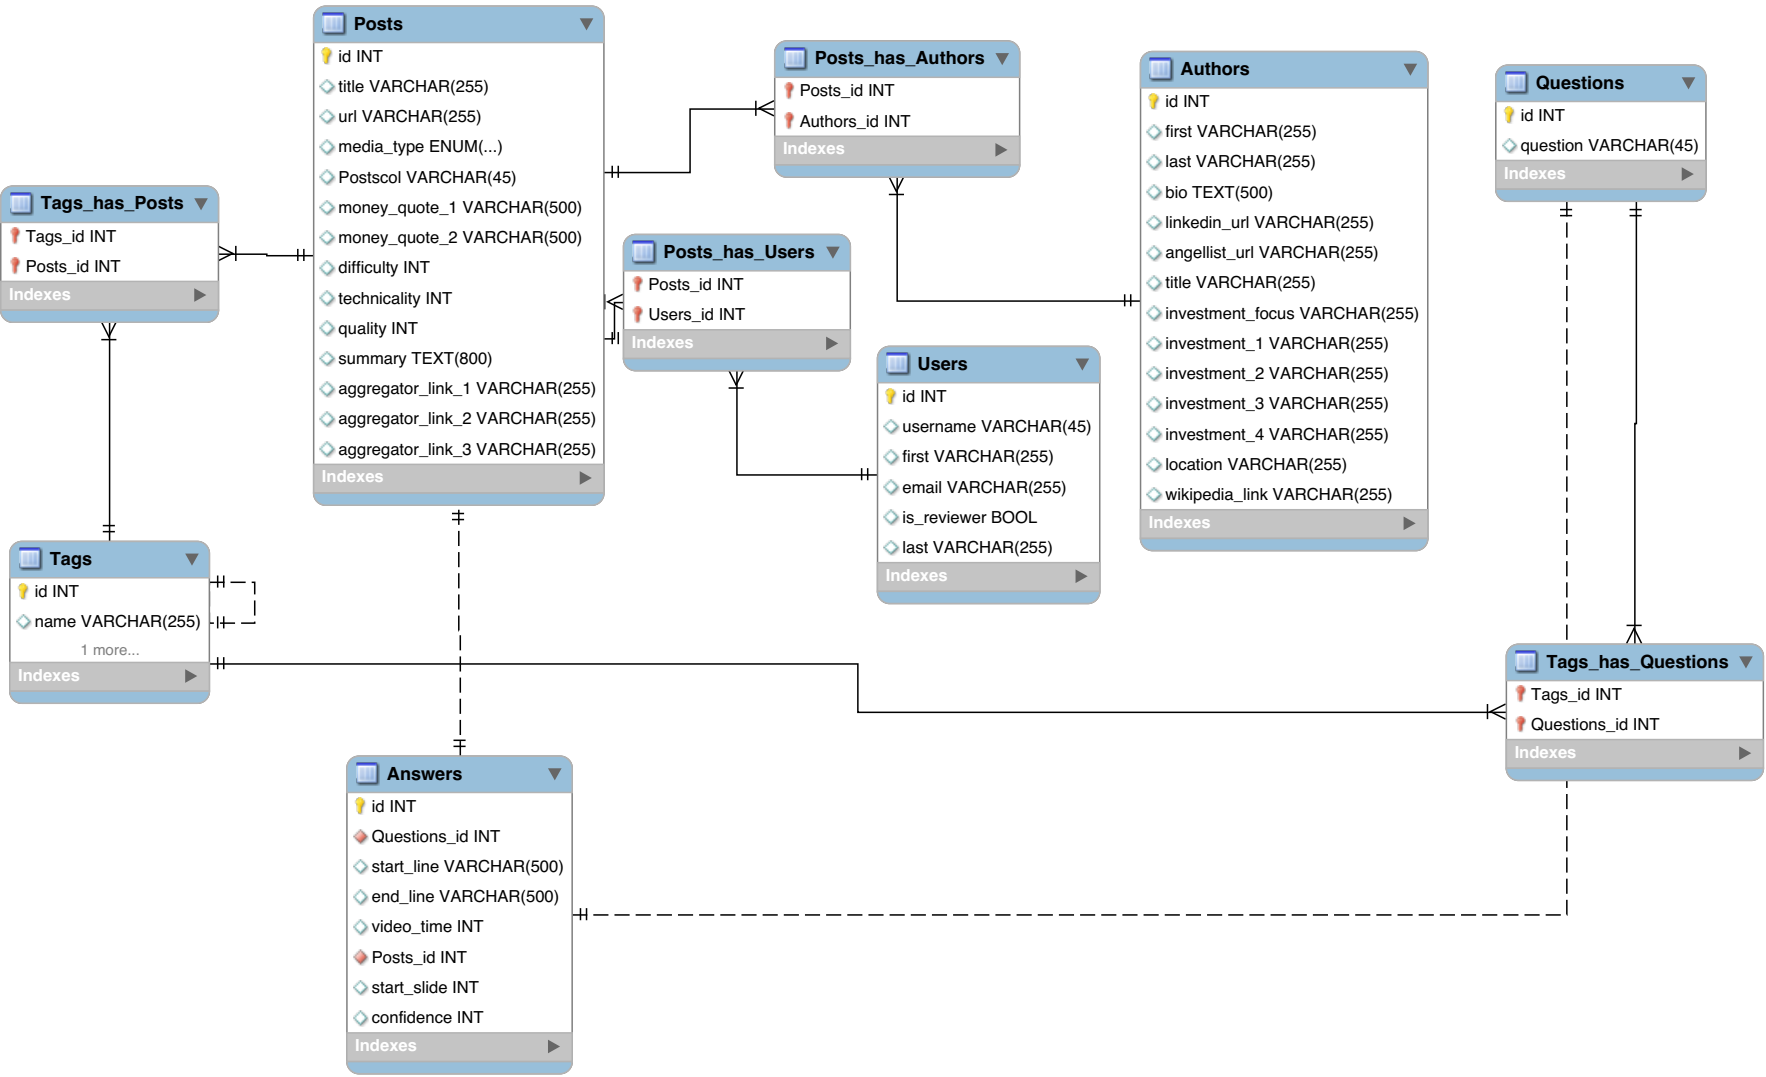 Posts
id INT
title VARCHAR(255)
url VARCHAR(255)
media_type ENUM(...)
Postscol VARCHAR(45)
money_quote_1 VARCHAR(500)
money_quote_2 VARCHAR(500)
difficulty INT
technicality INT
quality INT
summary TEXT(800)
aggregator_link_1 VARCHAR(255)
aggregator_link_2 VARCHAR(255)
aggregator_link_3 VARCHAR(255)
Indexes
Posts_has_Authors
Posts_id INT
Authors_id INT
Indexes
Authors
id INT
first VARCHAR(255)
last VARCHAR(255)
bio TEXT(500)
linkedin_url VARCHAR(255)
angellist_url VARCHAR(255)
title VARCHAR(255)
investment_focus VARCHAR(255)
investment_1 VARCHAR(255)
investment_2 VARCHAR(255)
investment_3 VARCHAR(255)
investment_4 VARCHAR(255)
location VARCHAR(255)
wikipedia_link VARCHAR(255)
Indexes
Questions
id INT
question VARCHAR(45)
Indexes
Tags_has_Posts
Tags_id INT
Posts_id INT
Indexes
Posts_has_Users
Posts_id INT
Users_id INT
Indexes
Users
id INT
username VARCHAR(45)
first VARCHAR(255)
email VARCHAR(255)
is_reviewer BOOL
last VARCHAR(255)
Indexes
Tags
id INT
name VARCHAR(255)
1 more...
Indexes
Tags_has_Questions
Tags_id INT
Questions_id INT
Indexes
Answers
id INT
Questions_id INT
start_line VARCHAR(500)
end_line VARCHAR(500)
video_time INT
Posts_id INT
start_slide INT
confidence INT
Indexes